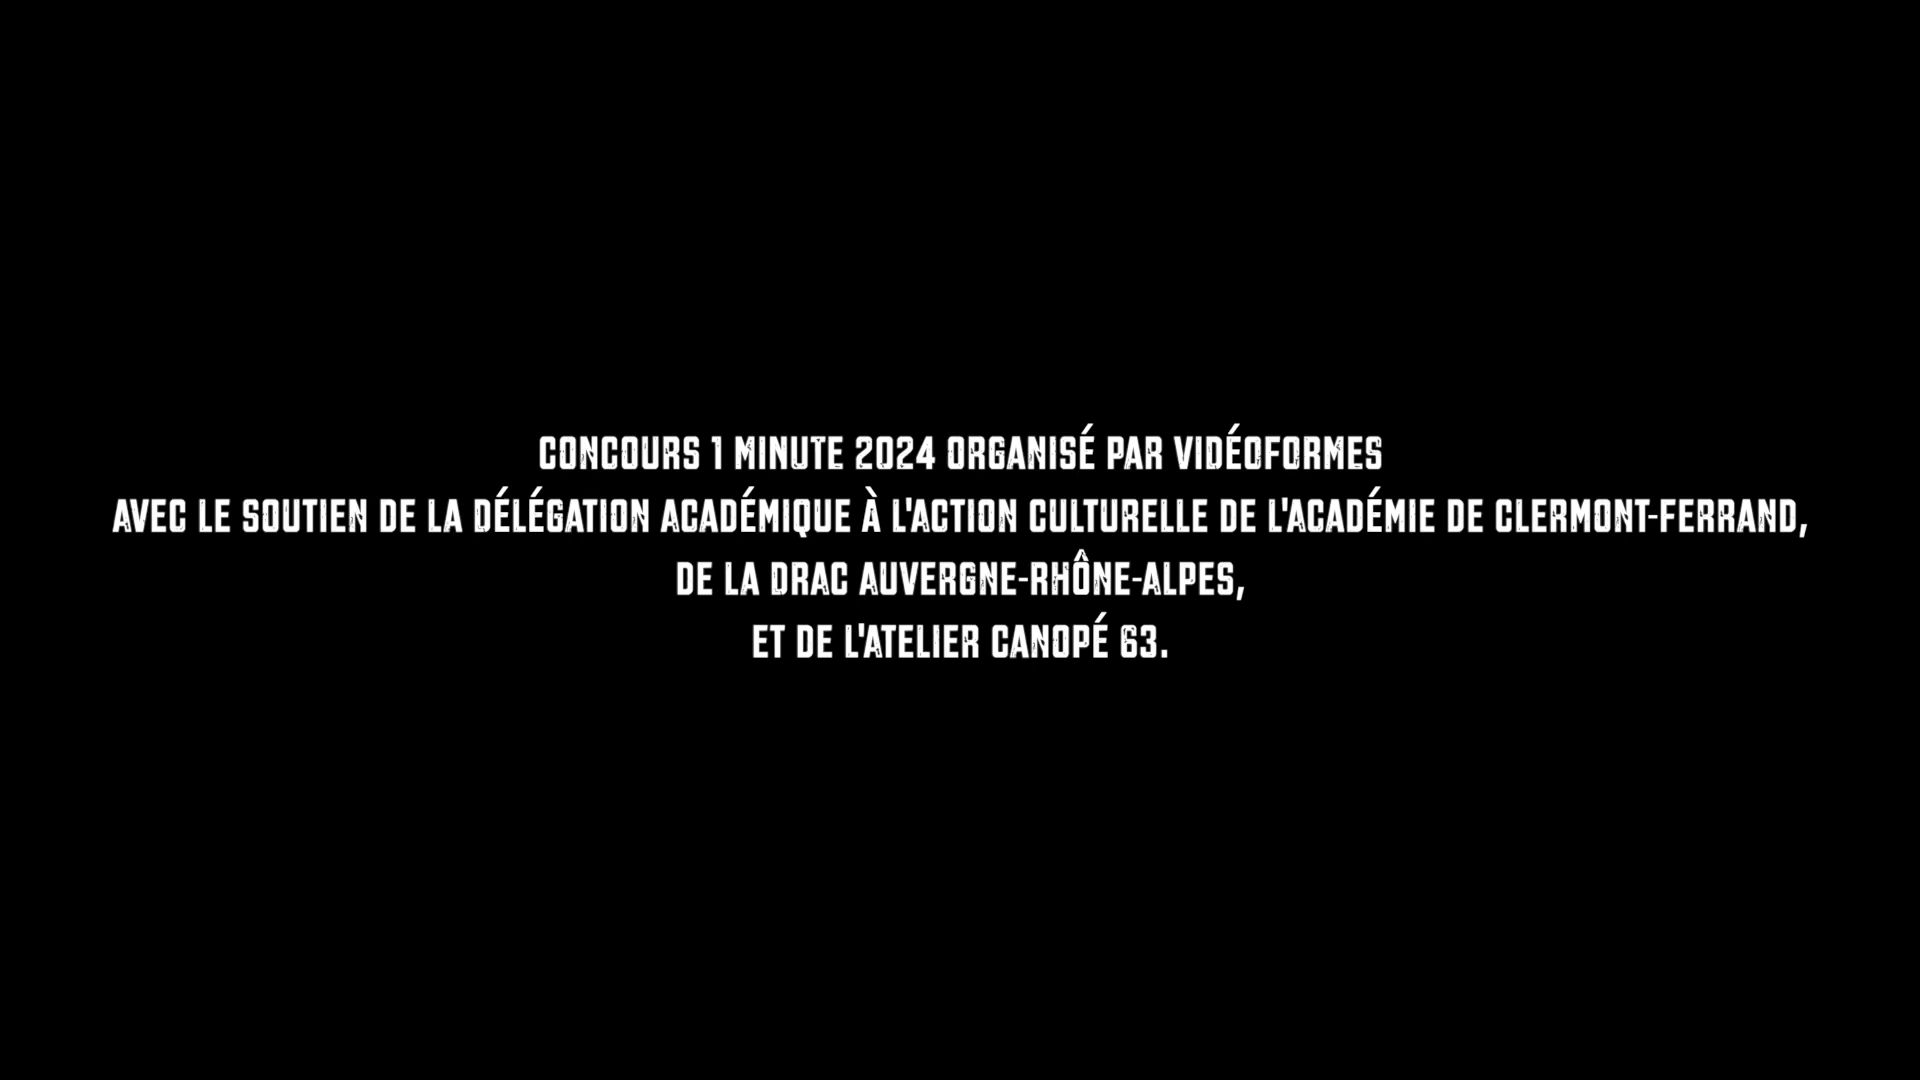 CONCOURS 1 MINUTE 2024 ORGANISÉ PAR VIDÉOFORMES
AVEC LE SOUTIEN DE LA DÉLÉGATION ACADÉMIQUE À L'ACTION CULTURELLE DE L'ACADÉMIE DE CLERMONT-FERRAND,
DE LA DRAC AUVERGNE-RHÔNE-ALPES,
ET DE L'ATELIER CANOPÉ 63.